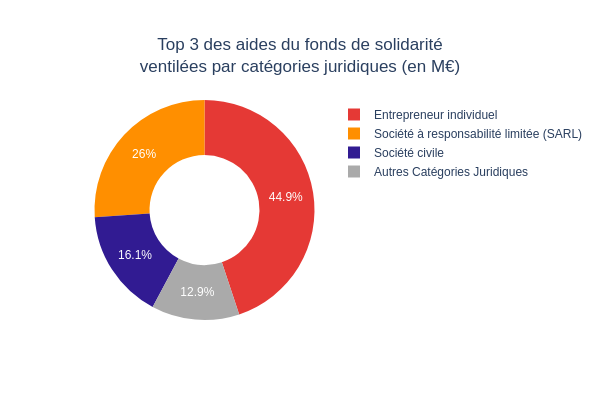 Top 3 des aides du fonds de solidarité
ventilées par catégories juridiques (en M€)
Entrepreneur individuel
Société à responsabilité limitée (SARL)
Société civile
Autres Catégories Juridiques
26%
44.9%
16.1%
12.9%